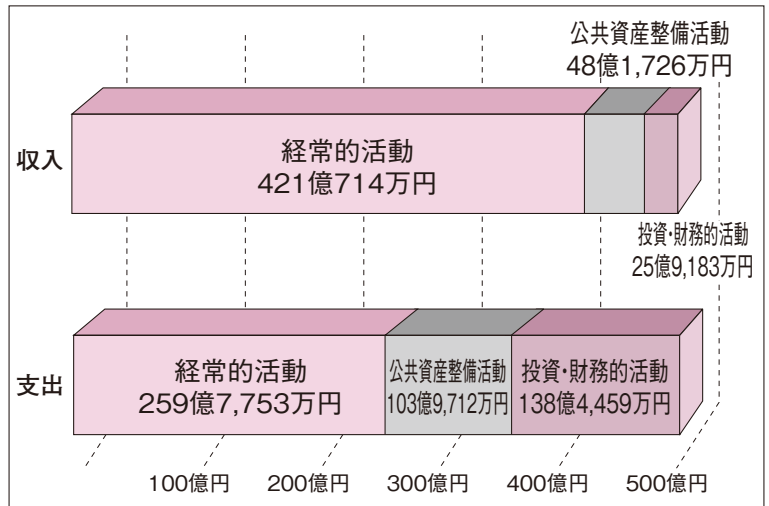 公共資産整備活動
48億1,726万円
収入
経常的活動
421億714万円
投資・財務的活動
25億9,183万円
支出
経常的活動
259億7,753万円
公共資産整備活動
103億9,712万円
投資・財務的活動
138億4,459万円
100億円
200億円
300億円
400億円
500億円